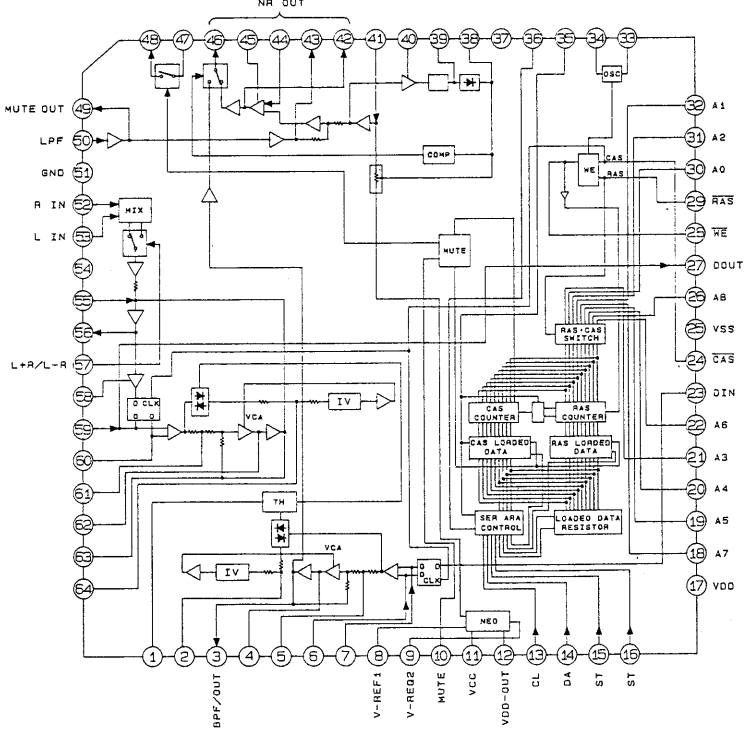 NR OUT
48 47 46 45 44 43 42 41 40 39 38 37 36 35 34 33
OSC
MUTE OUT 49
LPF 50
GND 51
R IN 52
L IN 53
54
55
56
L+R/L-R 57
58
59
60
61
62
63
64
MIX
COMP
WE
CAS
RAS
MUTE
32 A1
31 A2
30 A0
29 RAS
28 WE
27 DOUT
26 A8
25 VSS
24 CAS
23 DIN
22 A6
21 A3
20 A4
19 A5
18 A7
17 VDD
RAS·CAS
SWITCH
D CLK
Q Q
VCA
IV
CAS
COUNTER
RAS
COUNTER
CAS LOADED
DATA
RAS LOADED
DATA
TH
SER ARA
CONTROL
LOADED DATA
RESISTOR
VCA
IV
Q D
Q
CLK
NEO
1 2 3 4 5 6 7 8 9 10 11 12 13 14 15 16
BPF/OUT
V-REF1
V-REQ2
MUTE
VCC
VDD-OUT
CL
DA
ST
ST